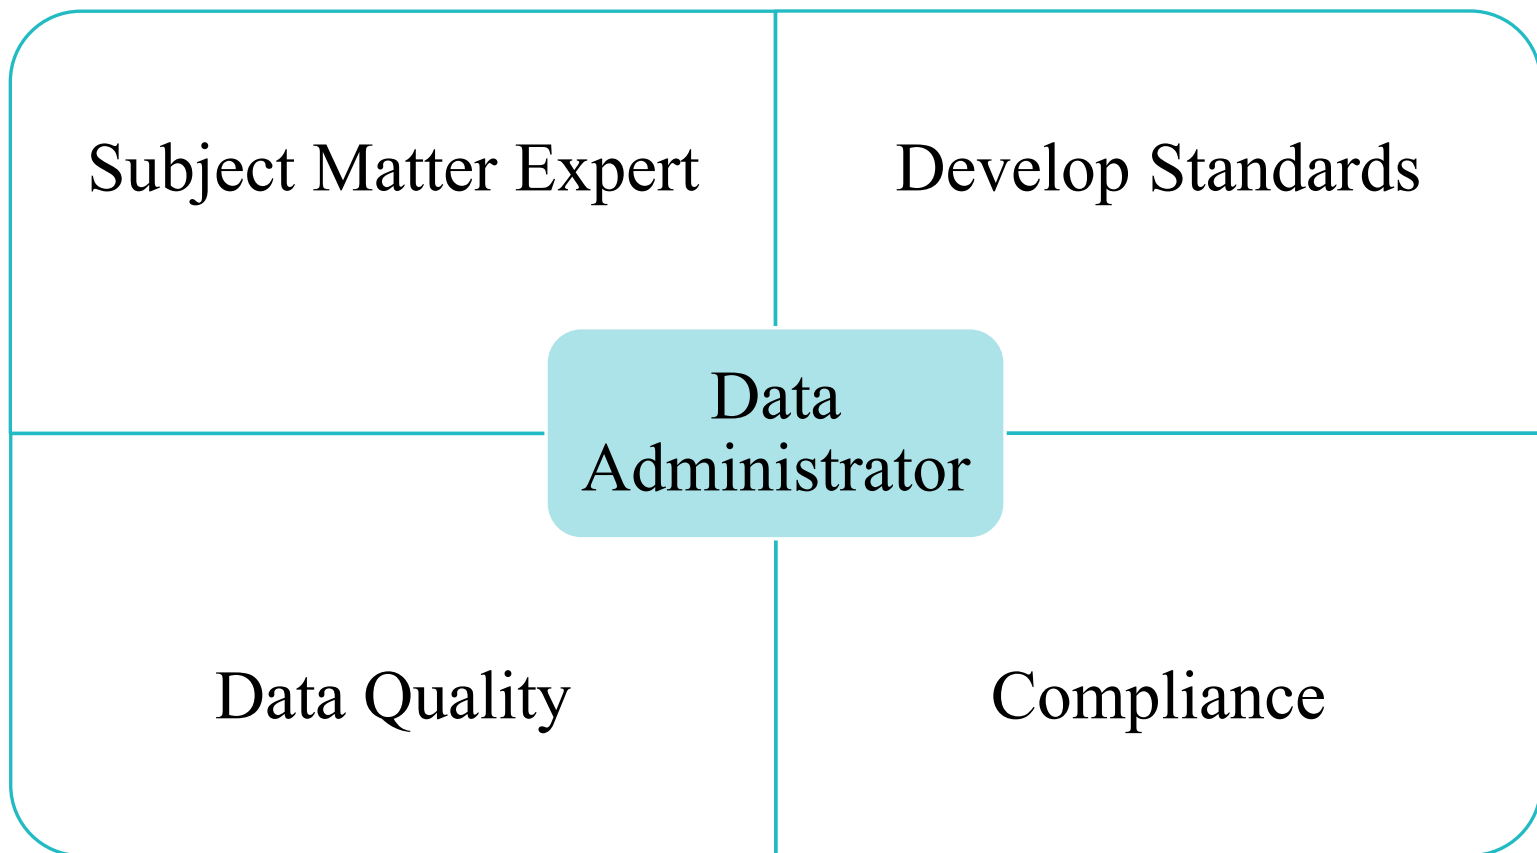 Subject Matter Expert
Develop Standards
Data
Administrator
Data Quality
Compliance